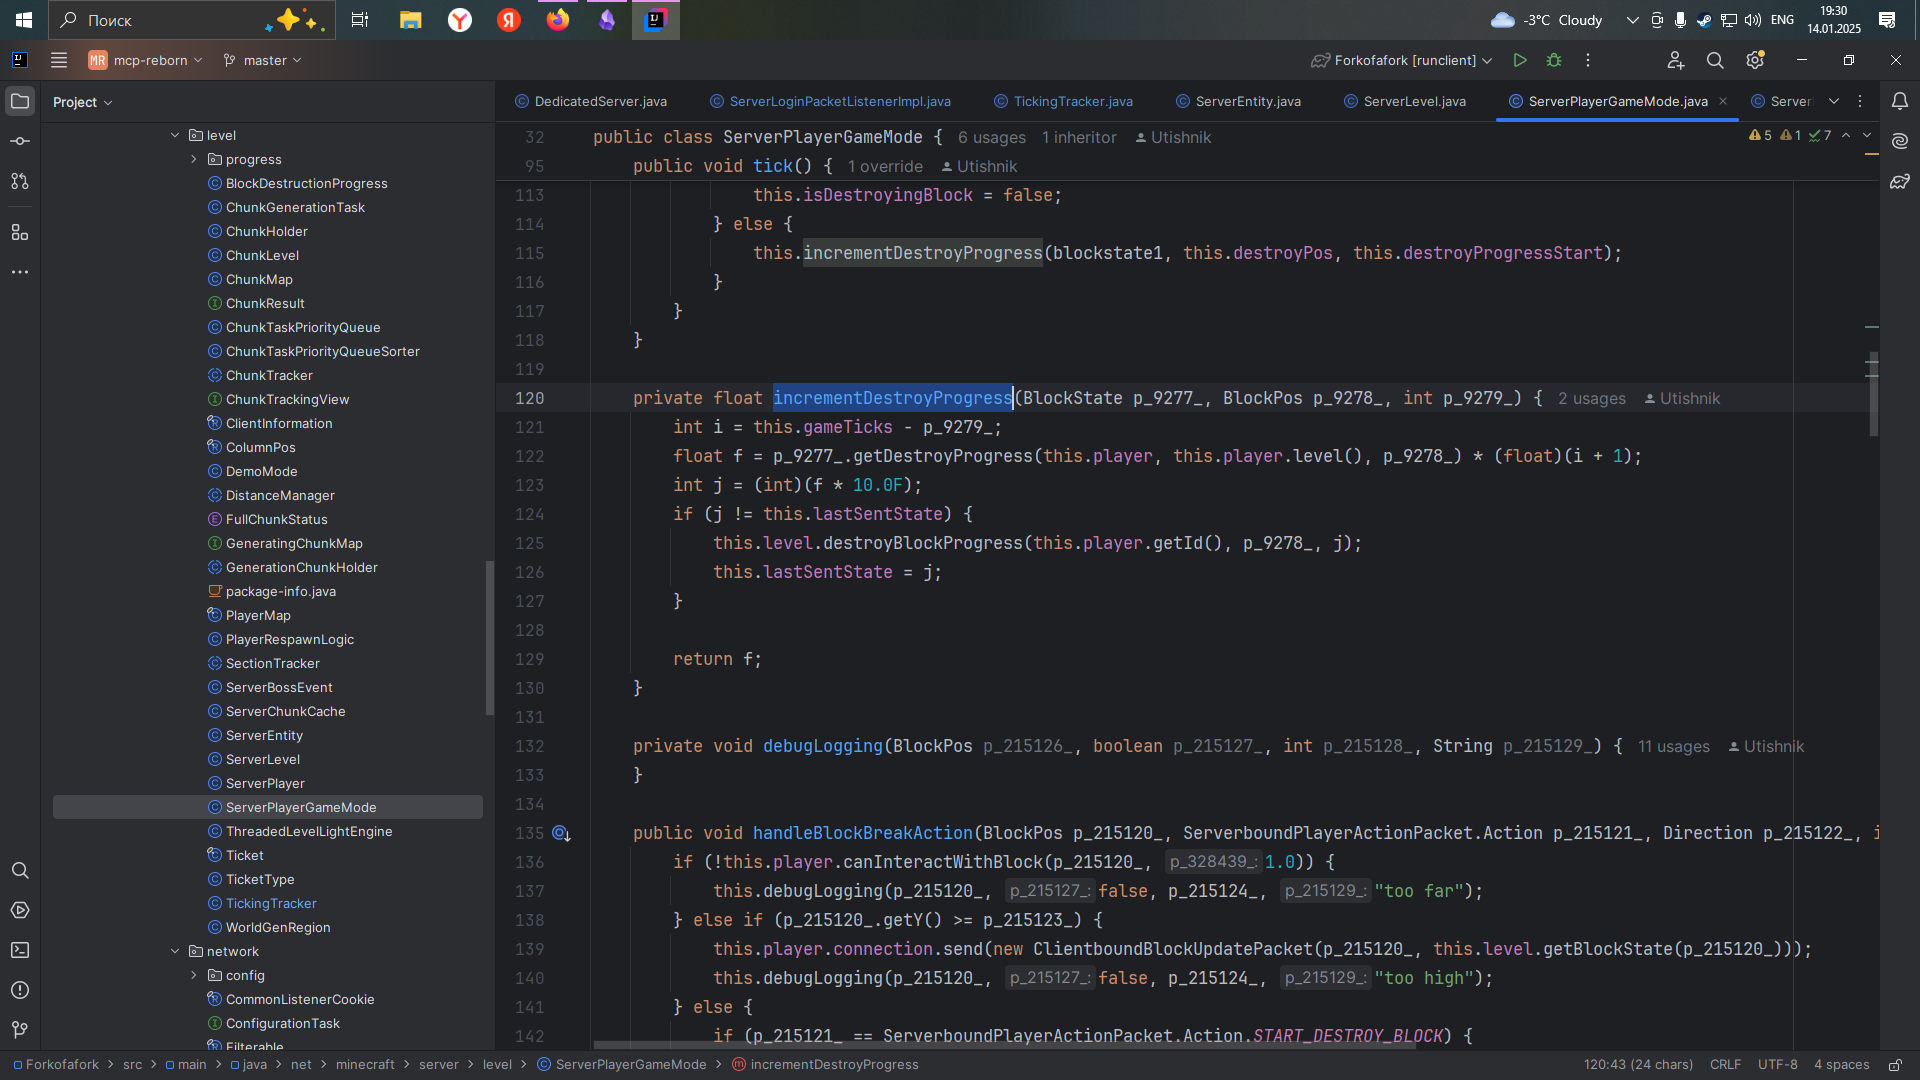 Поиск
-3°C Cloudy
ENG
19:30
14.01.2025
MR mcp-reborn
master
Forkofafork [runclient]
Project
DedicatedServer.java
ServerLoginPacketListenerImpl.java
TickingTracker.java
ServerEntity.java
ServerLevel.java
ServerPlayerGameMode.java
Server
level
progress
BlockDestructionProgress
ChunkGenerationTask
ChunkHolder
ChunkLevel
ChunkMap
ChunkResult
ChunkTaskPriorityQueue
ChunkTaskPriorityQueueSorter
ChunkTracker
ChunkTrackingView
ClientInformation
ColumnPos
DemoMode
DistanceManager
FullChunkStatus
GeneratingChunkMap
GenerationChunkHolder
package-info.java
PlayerMap
PlayerRespawnLogic
SectionTracker
ServerBossEvent
ServerChunkCache
ServerEntity
ServerLevel
ServerPlayer
ServerPlayerGameMode
ThreadedLevelLightEngine
Ticket
TicketType
TickingTracker
WorldGenRegion
network
config
CommonListenerCookie
ConfigurationTask
Filterable
5 1 7
32 public class ServerPlayerGameMode { 6 usages 1 inheritor Utishnik
95 public void tick() { 1 override Utishnik
113 this.isDestroyingBlock = false;
114 } else {
115 this.incrementDestroyProgress(blockstate1, this.destroyPos, this.destroyProgressStart);
116 }
117 }
118 }
119
120 private float incrementDestroyProgress(BlockState p_9277_, BlockPos p_9278_, int p_9279_) { 2 usages Utishnik
121 int i = this.gameTicks - p_9279_;
122 float f = p_9277_.getDestroyProgress(this.player, this.player.level(), p_9278_) * (float)(i + 1);
123 int j = (int)(f * 10.0F);
124 if (j != this.lastSentState) {
125 this.level.destroyBlockProgress(this.player.getId(), p_9278_, j);
126 this.lastSentState = j;
127 }
128
129 return f;
130 }
131
132 private void debugLogging(BlockPos p_215126_, boolean p_215127_, int p_215128_, String p_215129_) { 11 usages Utishnik
133 }
134
135 public void handleBlockBreakAction(BlockPos p_215120_, ServerboundPlayerActionPacket.Action p_215121_, Direction p_215122_, i
136 if (!this.player.canInteractWithBlock(p_215120_, p_328439_: 1.0)) {
137 this.debugLogging(p_215120_, p_215127_: false, p_215124_, p_215129_: "too far");
138 } else if (p_215120_.getY() >= p_215123_) {
139 this.player.connection.send(new ClientboundBlockUpdatePacket(p_215120_, this.level.getBlockState(p_215120_)));
140 this.debugLogging(p_215120_, p_215127_: false, p_215124_, p_215129_: "too high");
141 } else {
142 if (p_215121_ == ServerboundPlayerActionPacket.Action.START_DESTROY_BLOCK) {
Forkofafork > src > main > java > net > minecraft > server > level > ServerPlayerGameMode > incrementDestroyProgress
120:43 (24 chars) CRLF UTF-8 4 spaces